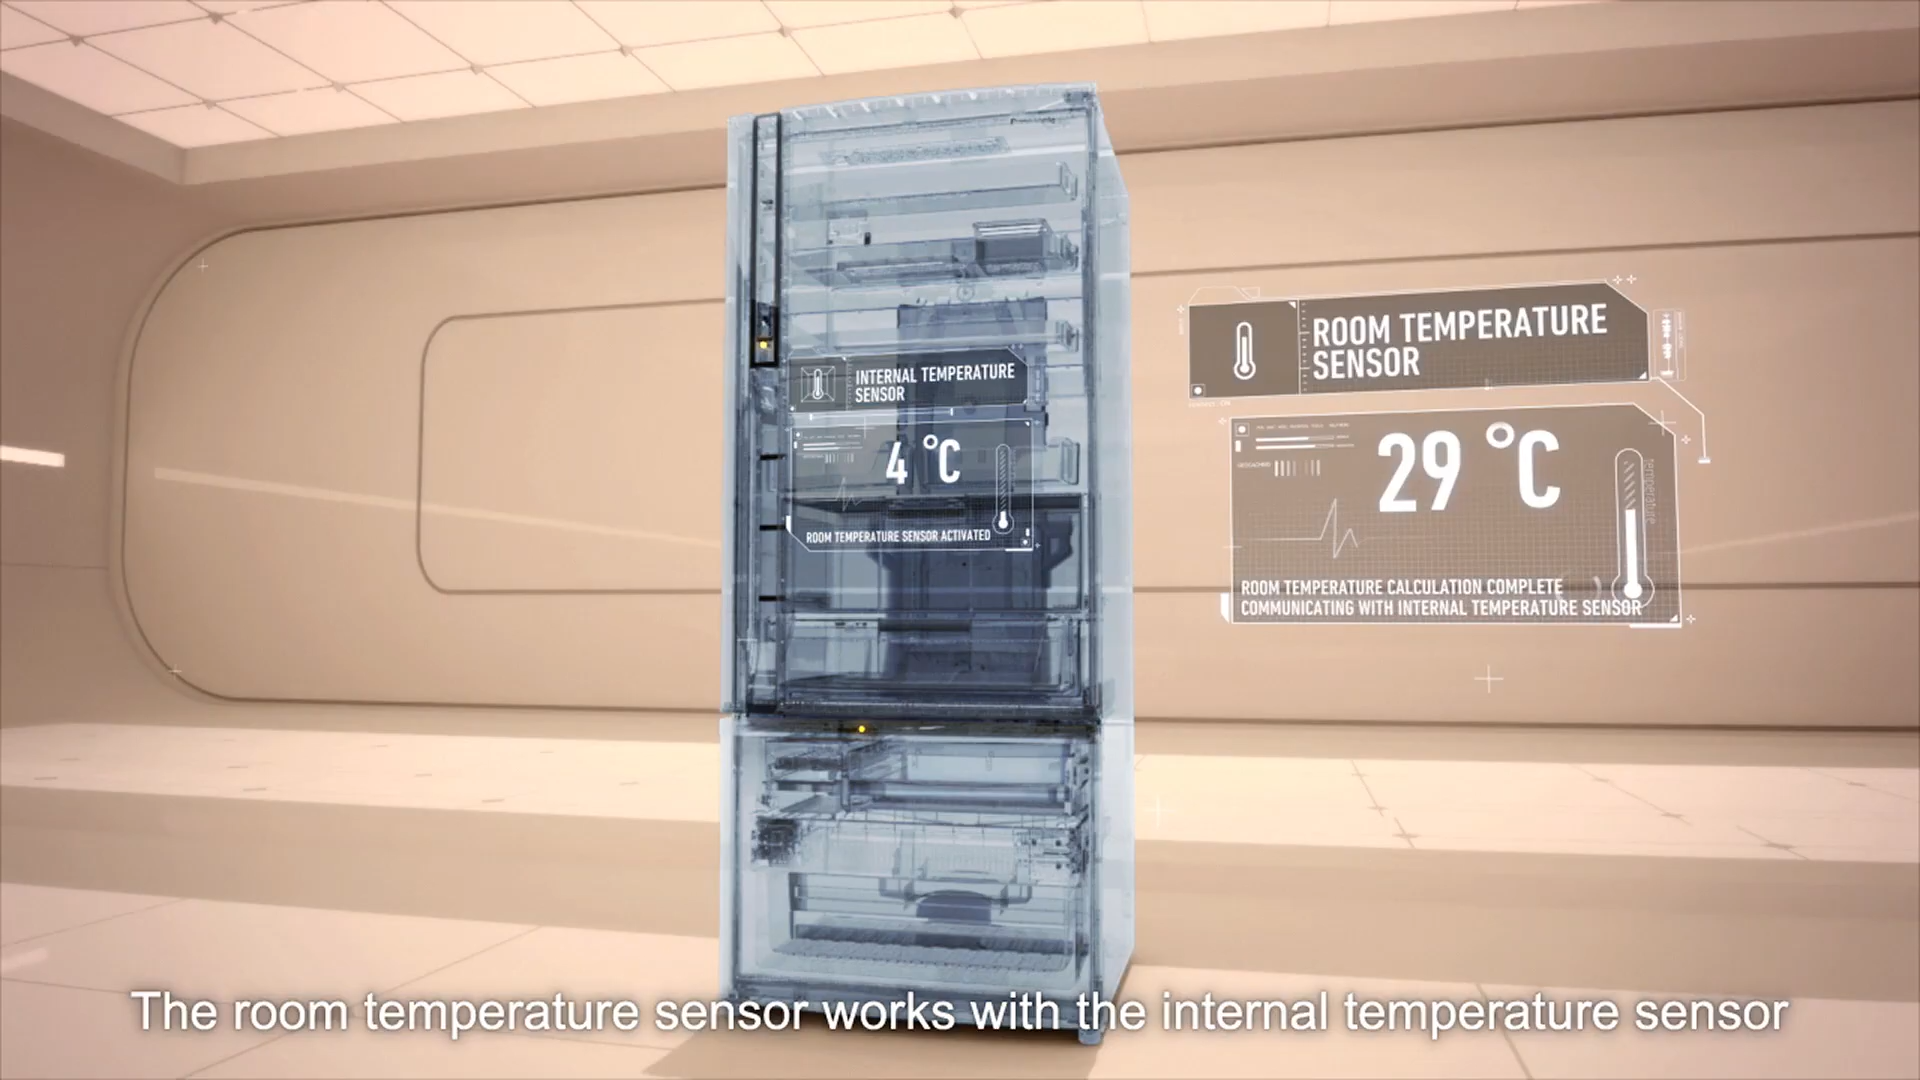 ROOM TEMPERATURE
SENSOR
INTERNAL TEMPERATURE
SENSOR
29 °C
4 °C
temperature
ROOM TEMPERATURE SENSOR ACTIVATED
ROOM TEMPERATURE CALCULATION COMPLETE
COMMUNICATING WITH INTERNAL TEMPERATURE SENSOR
The room temperature sensor works with the internal temperature sensor